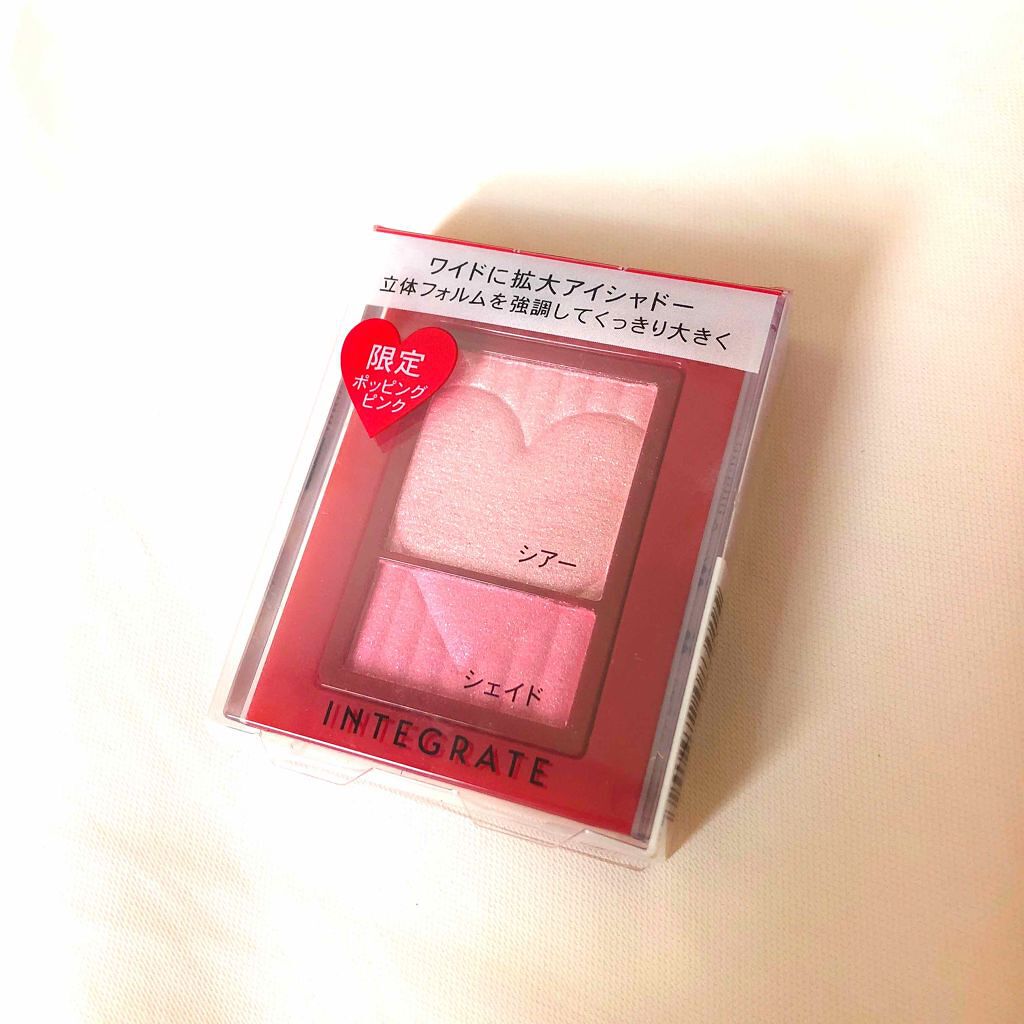 ワイドに拡大アイシャドー
立体フォルムを強調してくっきり大きく
限定
ポッピング
ピンク
シアー
シェイド
INTEGRATE